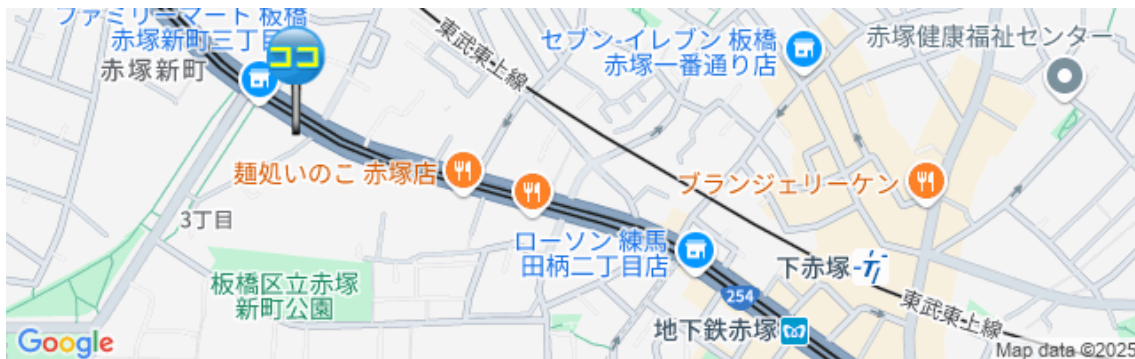 ファミリーマート 板橋
赤塚新町三丁目
赤塚新町
ココ
東武東上線
セブン-イレブン 板橋
赤塚一番通り店
赤塚健康福祉センター
麺処いのこ 赤塚店
ブランジェリーケン
3丁目
ローソン 練馬
田柄二丁目店
下赤塚
板橋区立赤塚
新町公園
254
東武東上線
地下鉄赤塚
Google
Map data ©2025